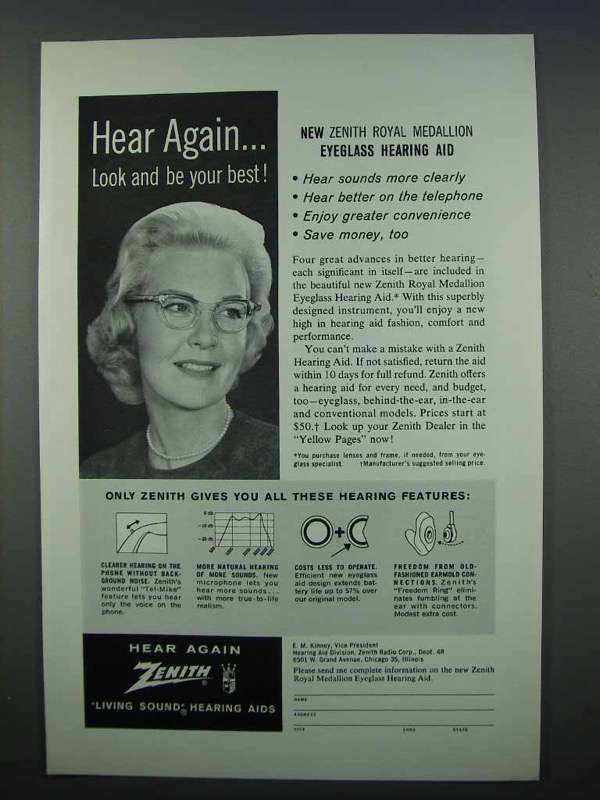 Hear Again...
Look and be your best!
NEW ZENITH ROYAL MEDALLION
EYEGLASS HEARING AID
• Hear sounds more clearly
• Hear better on the telephone
• Enjoy greater convenience
• Save money, too
Four great advances in better hearing—
each significant in itself—are included in
the beautiful new Zenith Royal Medallion
Eyeglass Hearing Aid.* With this superbly
designed instrument, you'll enjoy a new
high in hearing aid fashion, comfort and
performance.
You can't make a mistake with a Zenith
Hearing Aid. If not satisfied, return the aid
within 10 days for full refund. Zenith offers
a hearing aid for every need, and budget,
too—eyeglass, behind-the-ear, in-the-ear
and conventional models. Prices start at
$50.† Look up your Zenith Dealer in the
"Yellow Pages" now!
*You purchase lenses and frame, if needed, from your eye-
glass specialist. †Manufacturer's suggested selling price.
ONLY ZENITH GIVES YOU ALL THESE HEARING FEATURES:
CLEARER HEARING ON THE
PHONE WITHOUT BACK-
GROUND NOISE. Zenith's
wonderful "Tel-Mike"
feature lets you hear
only the voice on the
phone.
MORE NATURAL HEARING
OF MORE SOUNDS. New
microphone lets you
hear more sounds...
with more true-to-life
realism.
COSTS LESS TO OPERATE.
Efficient new eyeglass
aid design extends bat-
tery life up to 57% over
our original model.
FREEDOM FROM OLD-
FASHIONED EARMOLD CON-
NECTIONS. Zenith's
"Freedom Ring" elimi-
nates fumbling at the
ear with connectors.
Modest extra cost.
HEAR AGAIN
ZENITH®
"LIVING SOUND"® HEARING AIDS
E. M. Kinney, Vice President
Hearing Aid Division, Zenith Radio Corp., Dept. 4R
6501 W. Grand Avenue, Chicago 35, Illinois
Please send me complete information on the new Zenith
Royal Medallion Eyeglass Hearing Aid.
NAME
ADDRESS
CITY ZONE STATE